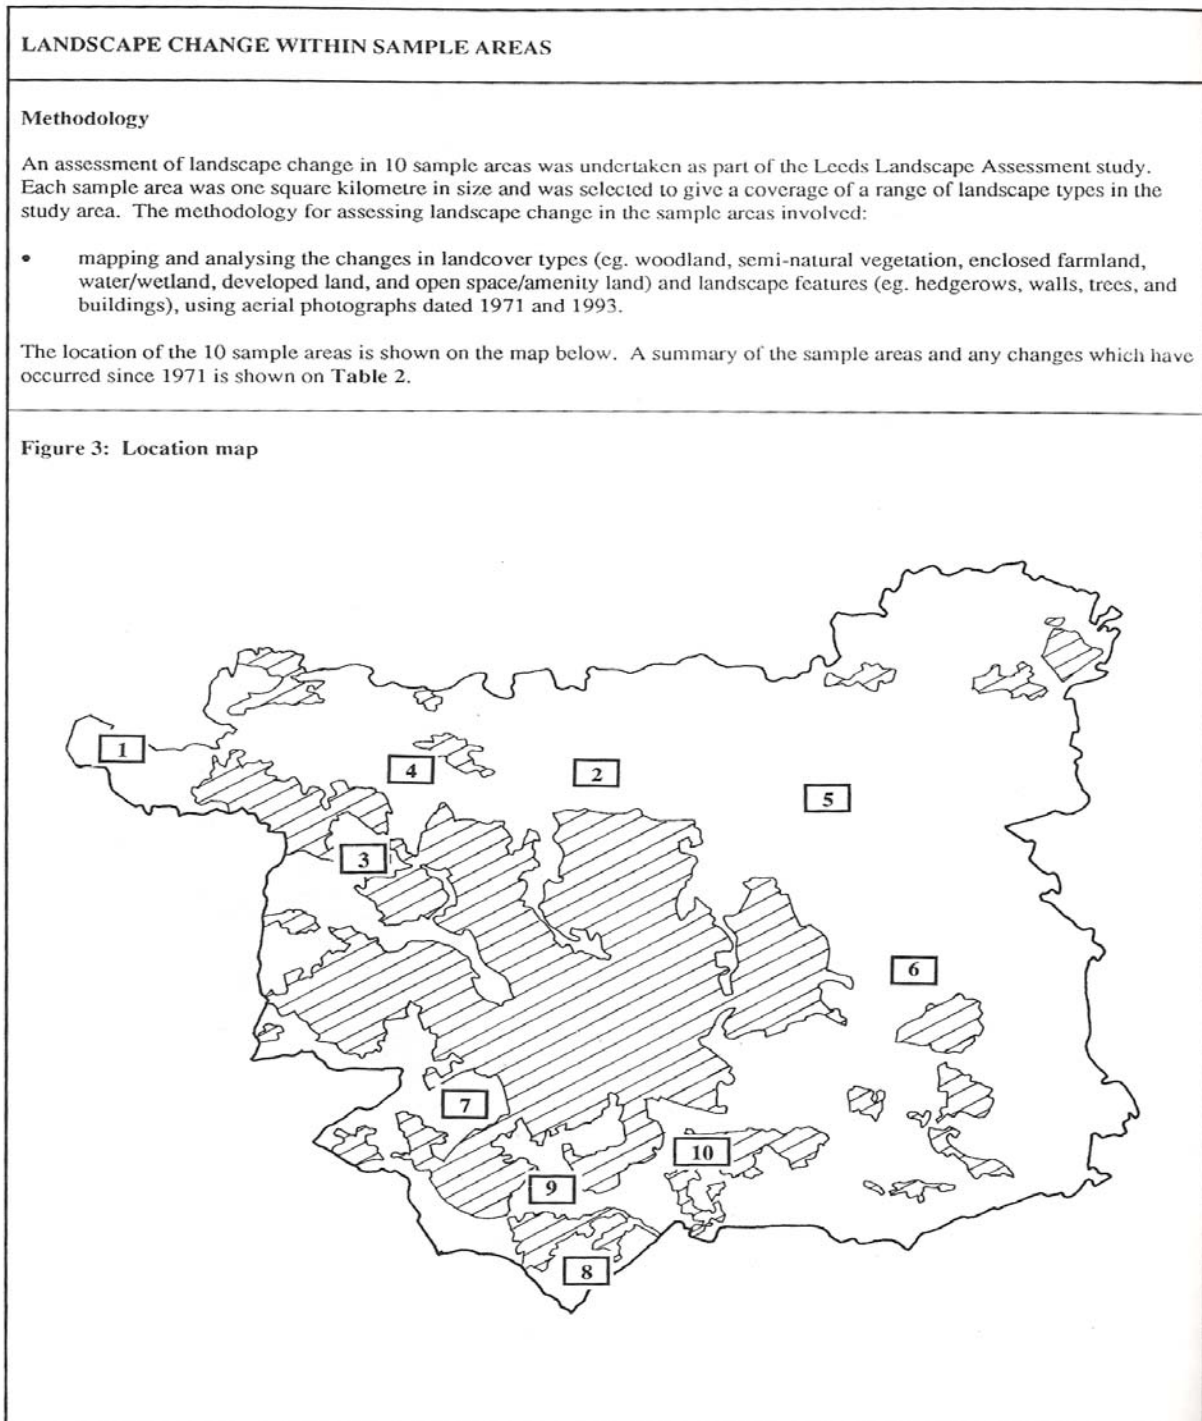 LANDSCAPE CHANGE WITHIN SAMPLE AREAS
Methodology
An assessment of landscape change in 10 sample areas was undertaken as part of the Leeds Landscape Assessment study.
Each sample area was one square kilometre in size and was selected to give a coverage of a range of landscape types in the
study area. The methodology for assessing landscape change in the sample areas involved:
• mapping and analysing the changes in landcover types (eg. woodland, semi-natural vegetation, enclosed farmland,
water/wetland, developed land, and open space/amenity land) and landscape features (eg. hedgerows, walls, trees, and
buildings), using aerial photographs dated 1971 and 1993.
The location of the 10 sample areas is shown on the map below. A summary of the sample areas and any changes which have
occurred since 1971 is shown on Table 2.
Figure 3: Location map
1
4
2
5
3
6
7
10
9
8